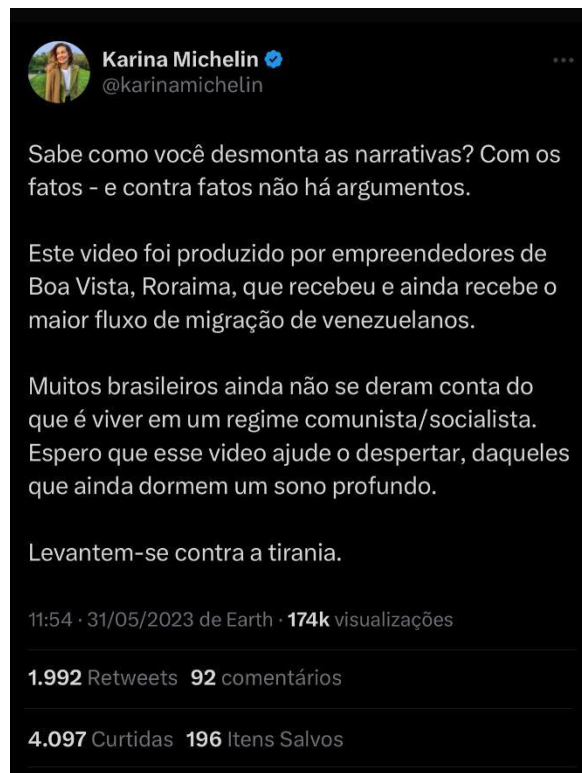 Karina Michelin
@karinamichelin
Sabe como você desmonta as narrativas? Com os
fatos - e contra fatos não há argumentos.
Este video foi produzido por empreendedores de
Boa Vista, Roraima, que recebeu e ainda recebe o
maior fluxo de migração de venezuelanos.
Muitos brasileiros ainda não se deram conta do
que é viver em um regime comunista/socialista.
Espero que esse video ajude o despertar, daqueles
que ainda dormem um sono profundo.
Levantem-se contra a tirania.
11:54 · 31/05/2023 de Earth · 174k visualizações
1.992 Retweets 92 comentários
4.097 Curtidas 196 Itens Salvos